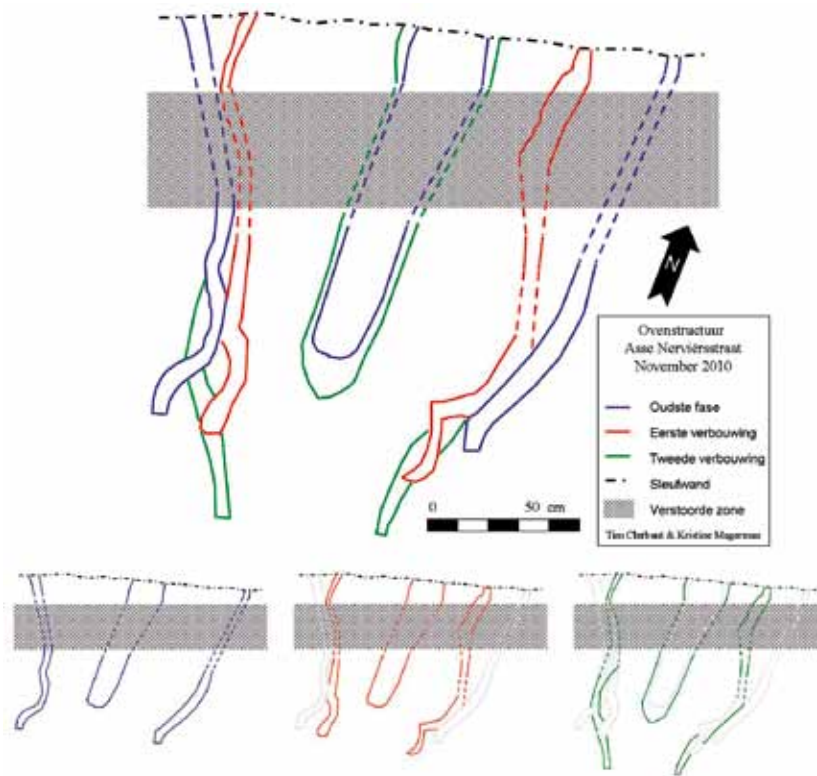 N
Ovenstructuur
Asse Nerviërsstraat
November 2010
Oudste fase
Eerste verbouwing
Tweede verbouwing
Sleufwand
Verstoorde zone
Tim Clerbaut & Kristine Magerman
0 50 cm